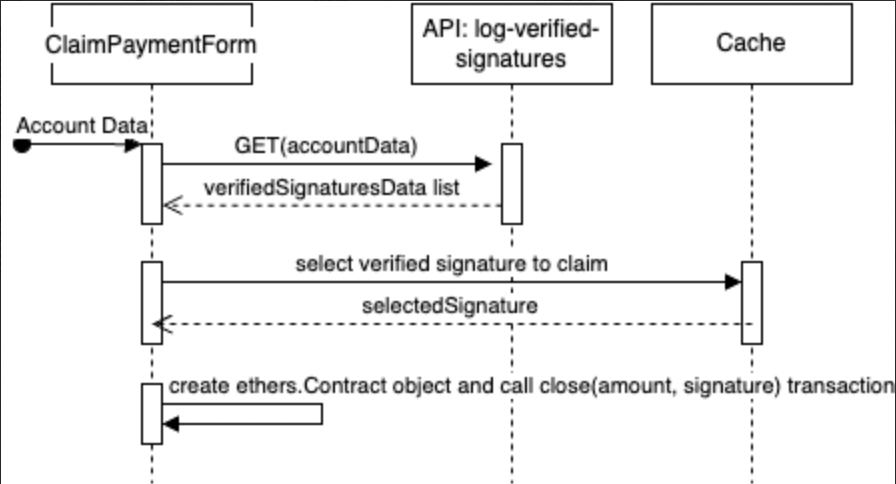 ClaimPaymentForm
API: log-verified-
signatures
Cache
Account Data
GET(accountData)
verifiedSignaturesData list
select verified signature to claim
selectedSignature
create ethers.Contract object and call close(amount, signature) transaction